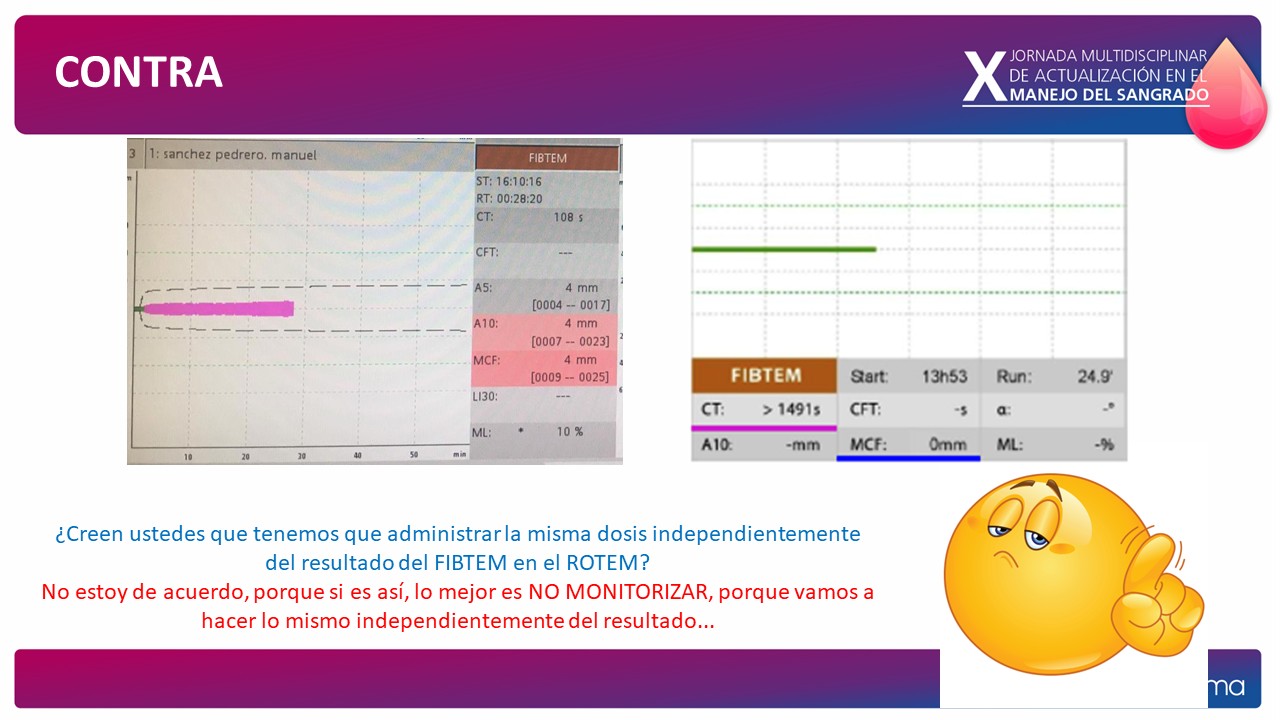 CONTRA
X JORNADA MULTIDISCIPLINAR
DE ACTUALIZACIÓN EN EL
MANEJO DEL SANGRADO
3 1: sanchez pedrero. manuel
FIBTEM
ST: 16:10:16
RT: 00:28:20
CT: 108 s
CFT: ---
A5: 4 mm
[0004 -- 0017]
A10: 4 mm
[0007 -- 0023]
MCF: 4 mm
[0009 -- 0025]
LI30: ---
ML: * 10 %
10 20 30 40 50 min
FIBTEM Start: 13h53 Run: 24.9'
CT: > 1491s CFT: -s α: -°
A10: -mm MCF: 0mm ML: -%
¿Creen ustedes que tenemos que administrar la misma dosis independientemente
del resultado del FIBTEM en el ROTEM?
No estoy de acuerdo, porque si es así, lo mejor es NO MONITORIZAR, porque vamos a
hacer lo mismo independientemente del resultado...
ma